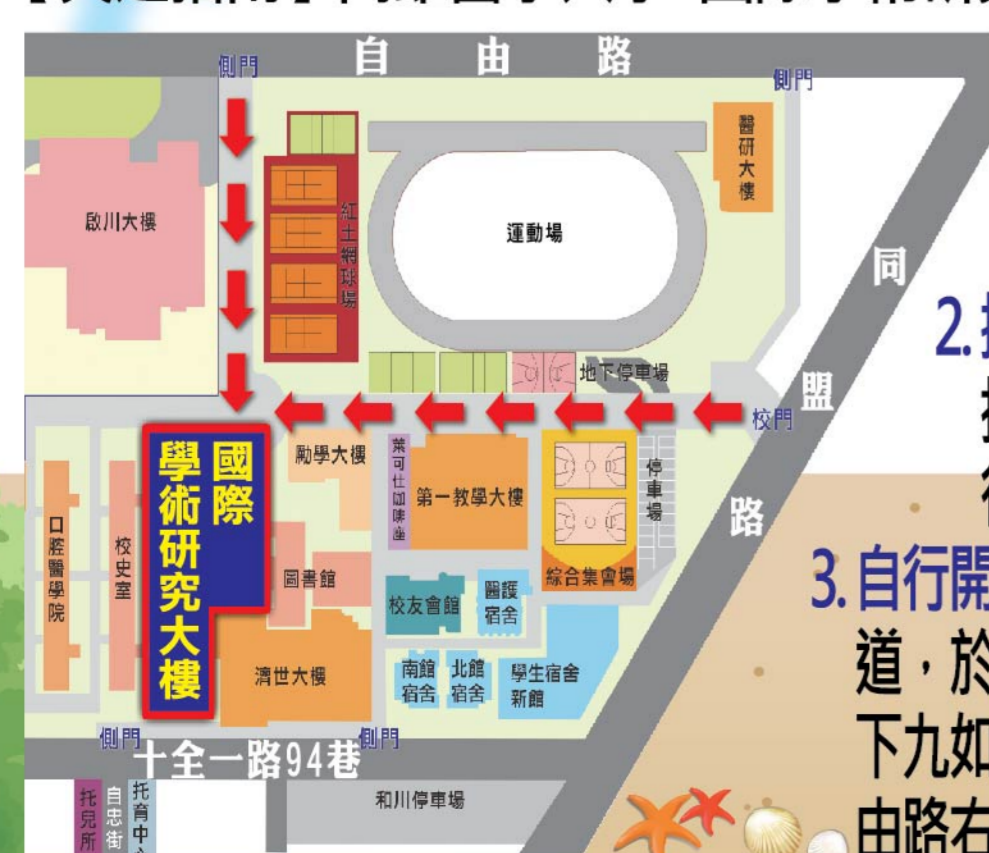 自由路
側門
側門
醫研大樓
啟川大樓
紅土網球場
運動場
同盟路
2.
地下停車場
校門
國際
學術研究大樓
勵學大樓
葉可仕咖啡座
第一教學大樓
停車場
口腔醫學院
校史室
圖書館
綜合集會場
校友會館
醫護
宿舍
3.自行開
道，於
下九如
由路右
濟世大樓
南館
宿舍
北館
宿舍
學生宿舍
新館
側門
側門
十全一路94巷
托兒所
自忠街
托育中
和川停車場